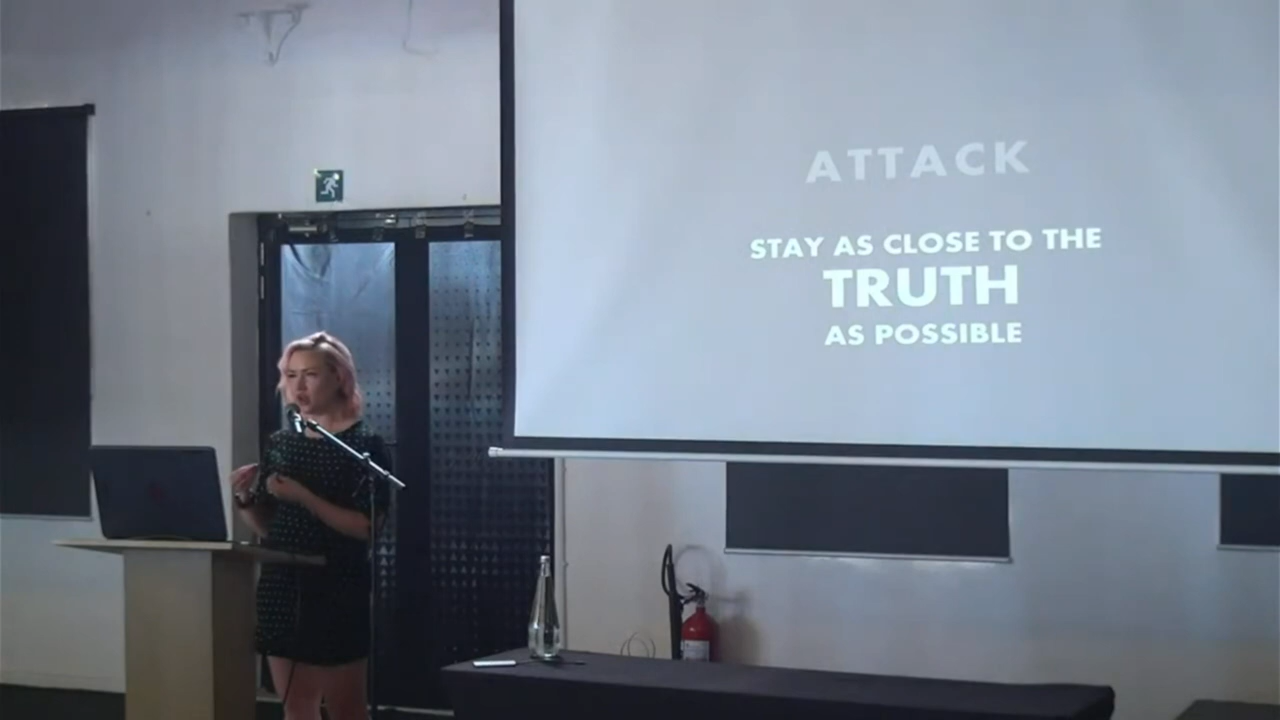 ATTACK
STAY AS CLOSE TO THE
TRUTH
AS POSSIBLE